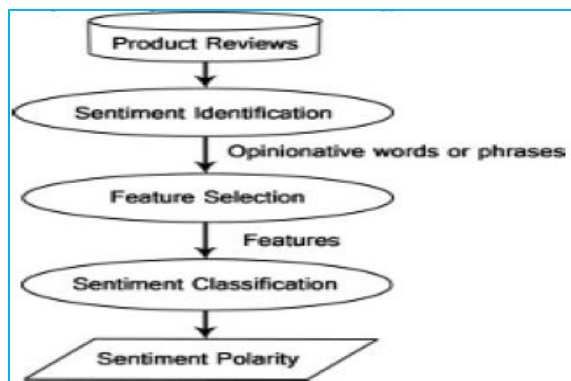 Product Reviews
Sentiment Identification
Opinionative words or phrases
Feature Selection
Features
Sentiment Classification
Sentiment Polarity